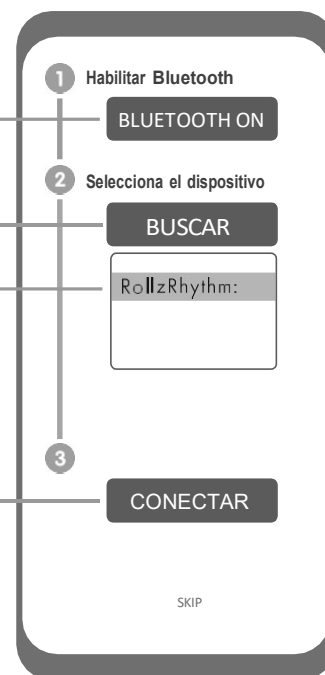 1 Habilitar Bluetooth
BLUETOOTH ON
2 Selecciona el dispositivo
BUSCAR
RollzRhythm:
3
CONECTAR
SKIP